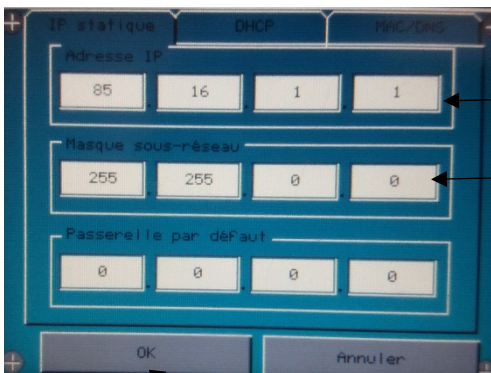 IP statique DHCP MAC/DNS
Adresse IP
85 . 16 . 1 . 1
Masque sous-réseau
255 . 255 . 0 . 0
Passerelle par défaut
0 . 0 . 0 . 0
OK Annuler